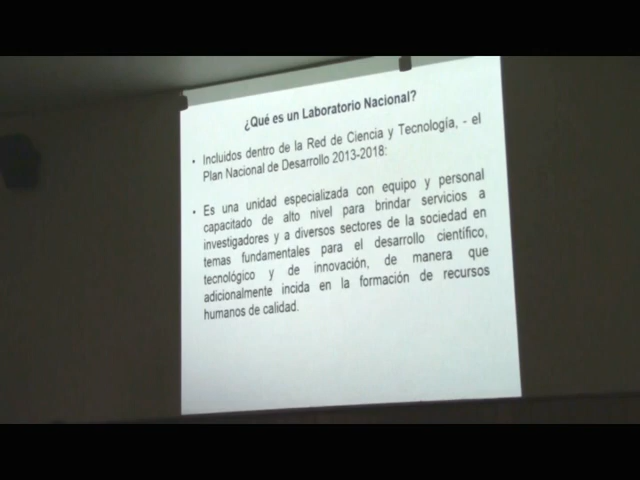 ¿Qué es un Laboratorio Nacional?
• Incluidos dentro de la Red de Ciencia y Tecnología, - el
Plan Nacional de Desarrollo 2013-2018:
• Es una unidad especializada con equipo y personal
capacitado de alto nivel para brindar servicios a
investigadores y a diversos sectores de la sociedad en
temas fundamentales para el desarrollo científico,
tecnológico y de innovación, de manera que
adicionalmente incida en la formación de recursos
humanos de calidad.